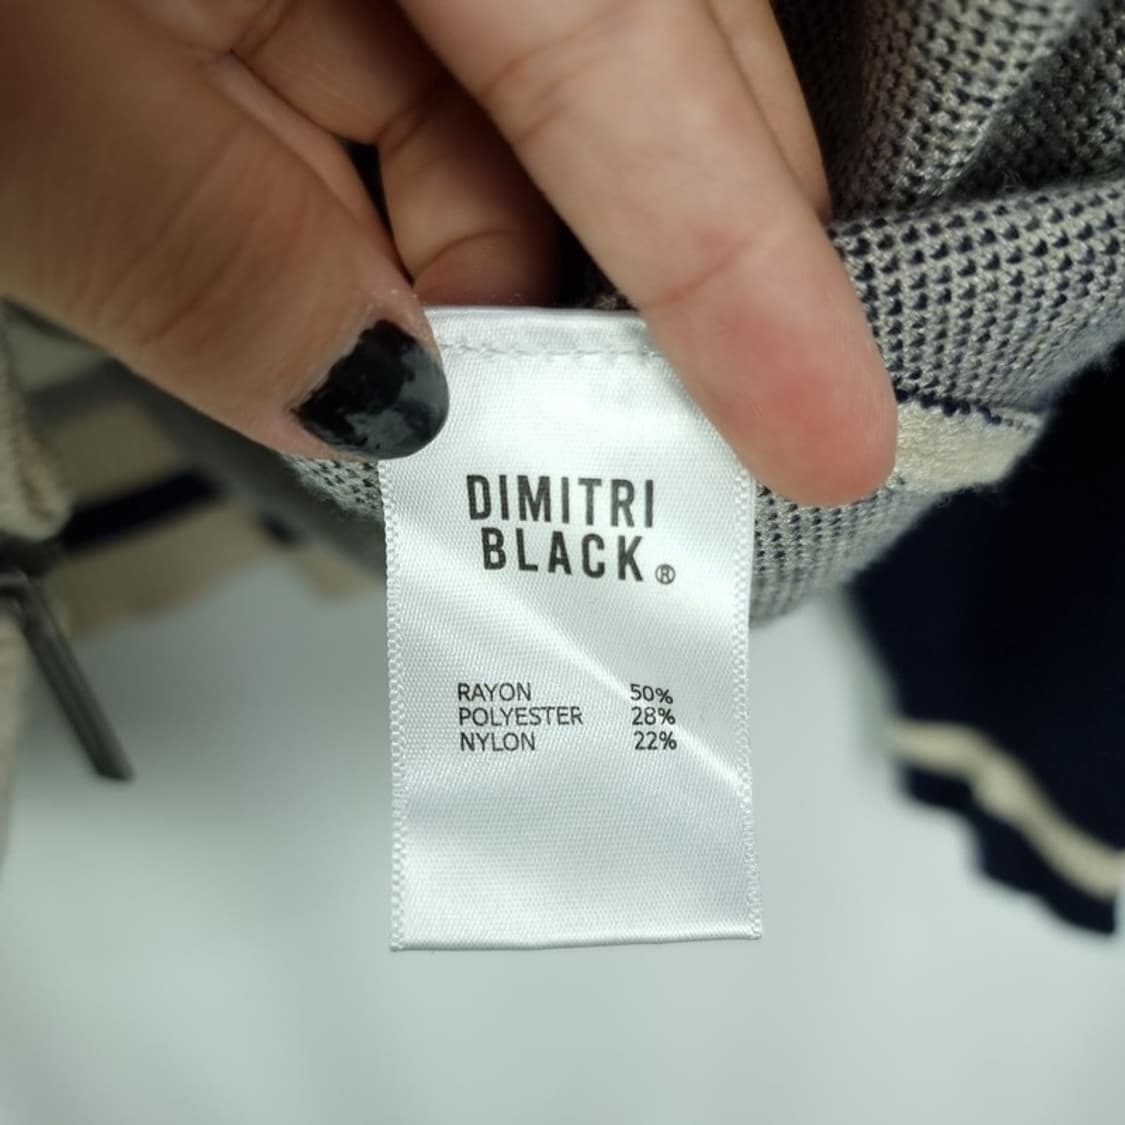 DIMITRI
BLACK®
RAYON 50%
POLYESTER 28%
NYLON 22%